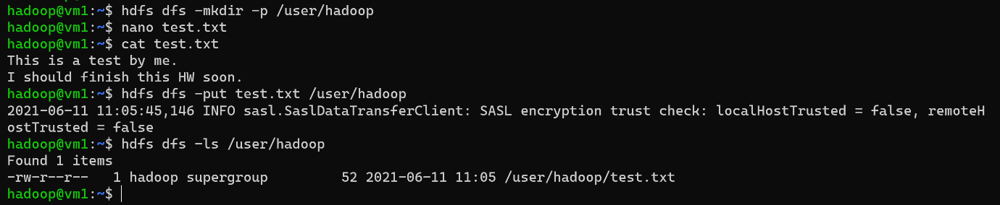 hadoop@vm1:~$ hdfs dfs -mkdir -p /user/hadoop
hadoop@vm1:~$ nano test.txt
hadoop@vm1:~$ cat test.txt
This is a test by me.
I should finish this HW soon.
hadoop@vm1:~$ hdfs dfs -put test.txt /user/hadoop
2021-06-11 11:05:45,146 INFO sasl.SaslDataTransferClient: SASL encryption trust check: localHostTrusted = false, remoteH
ostTrusted = false
hadoop@vm1:~$ hdfs dfs -ls /user/hadoop
Found 1 items
-rw-r--r--   1 hadoop supergroup         52 2021-06-11 11:05 /user/hadoop/test.txt
hadoop@vm1:~$